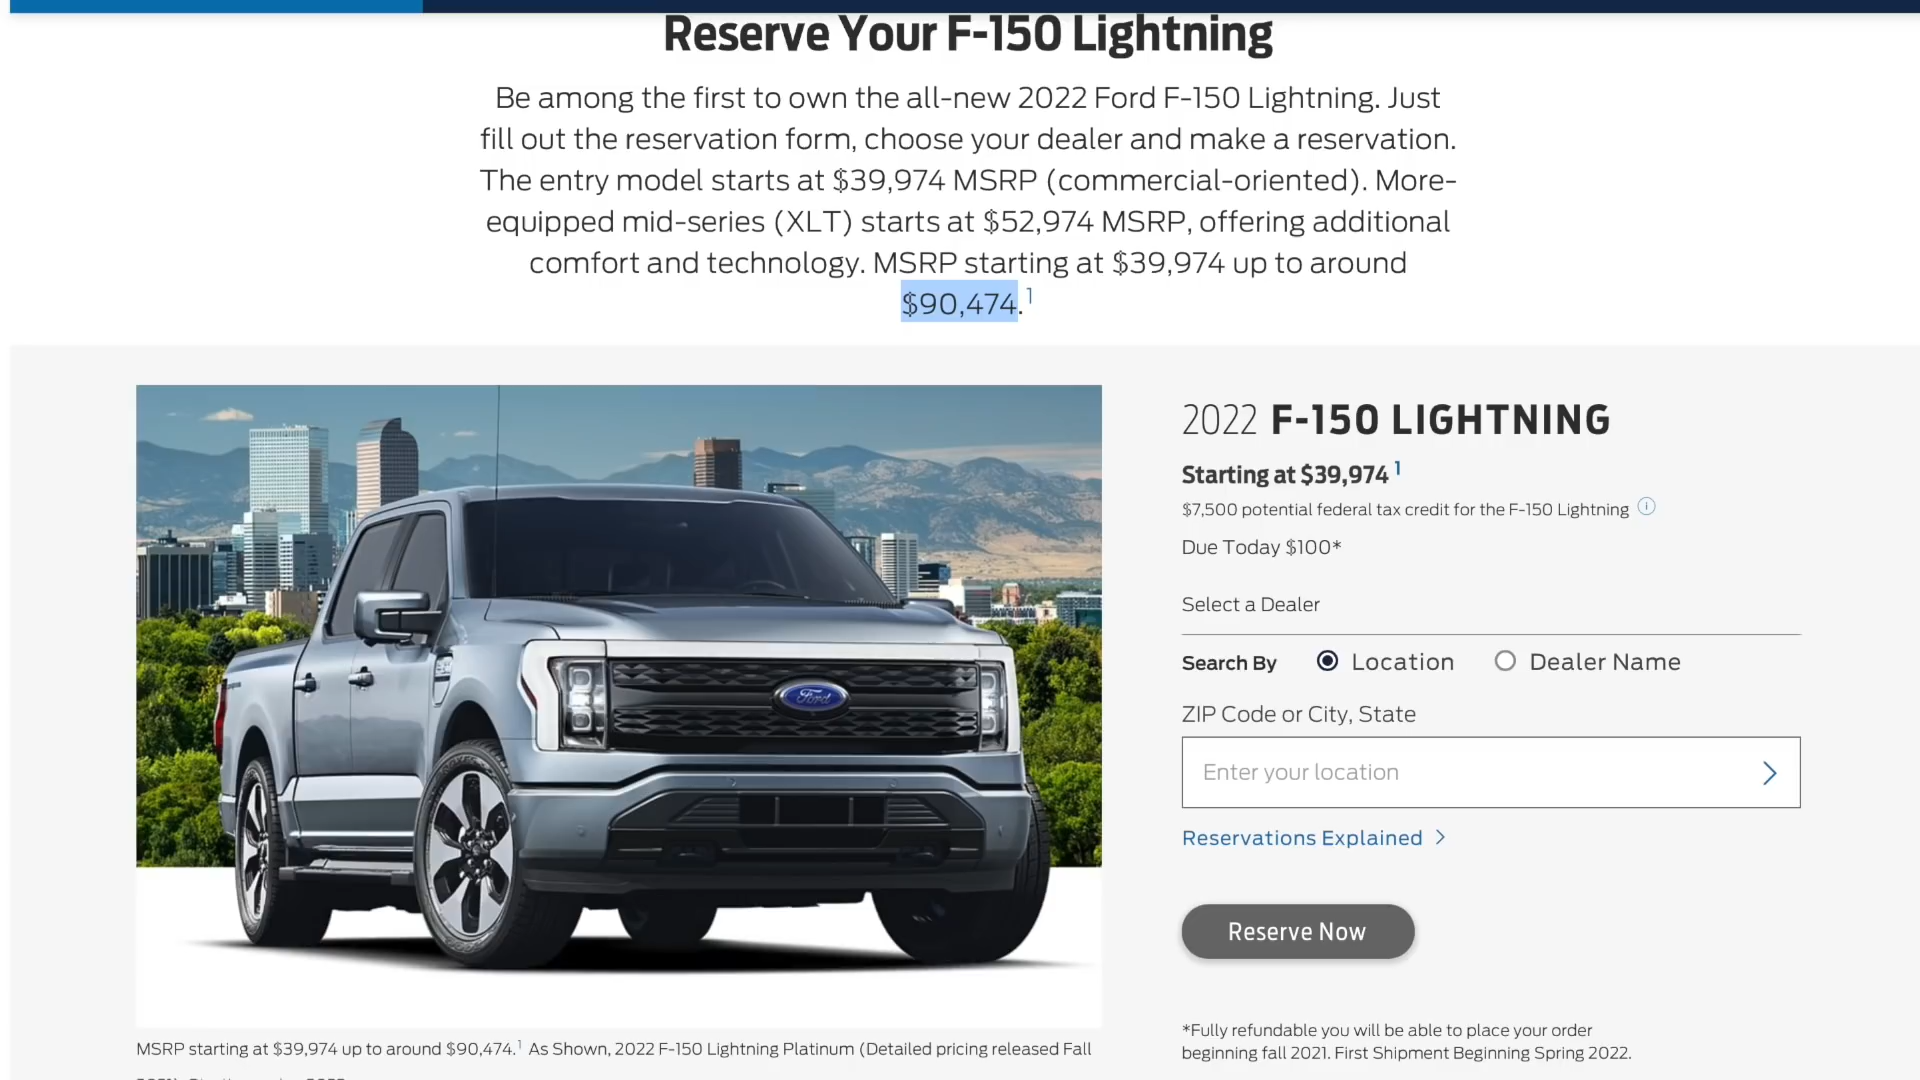 Reserve Your F-150 Lightning
Be among the first to own the all-new 2022 Ford F-150 Lightning. Just
fill out the reservation form, choose your dealer and make a reservation.
The entry model starts at $39,974 MSRP (commercial-oriented). More-
equipped mid-series (XLT) starts at $52,974 MSRP, offering additional
comfort and technology. MSRP starting at $39,974 up to around
$90,474.1
Ford
2022 F-150 LIGHTNING
Starting at $39,974 1
$7,500 potential federal tax credit for the F-150 Lightning
Due Today $100*
Select a Dealer
Search By Location Dealer Name
ZIP Code or City, State
Enter your location
Reservations Explained
Reserve Now
*Fully refundable you will be able to place your order
beginning fall 2021. First Shipment Beginning Spring 2022.
MSRP starting at $39,974 up to around $90,474.1 As Shown, 2022 F-150 Lightning Platinum (Detailed pricing released Fall